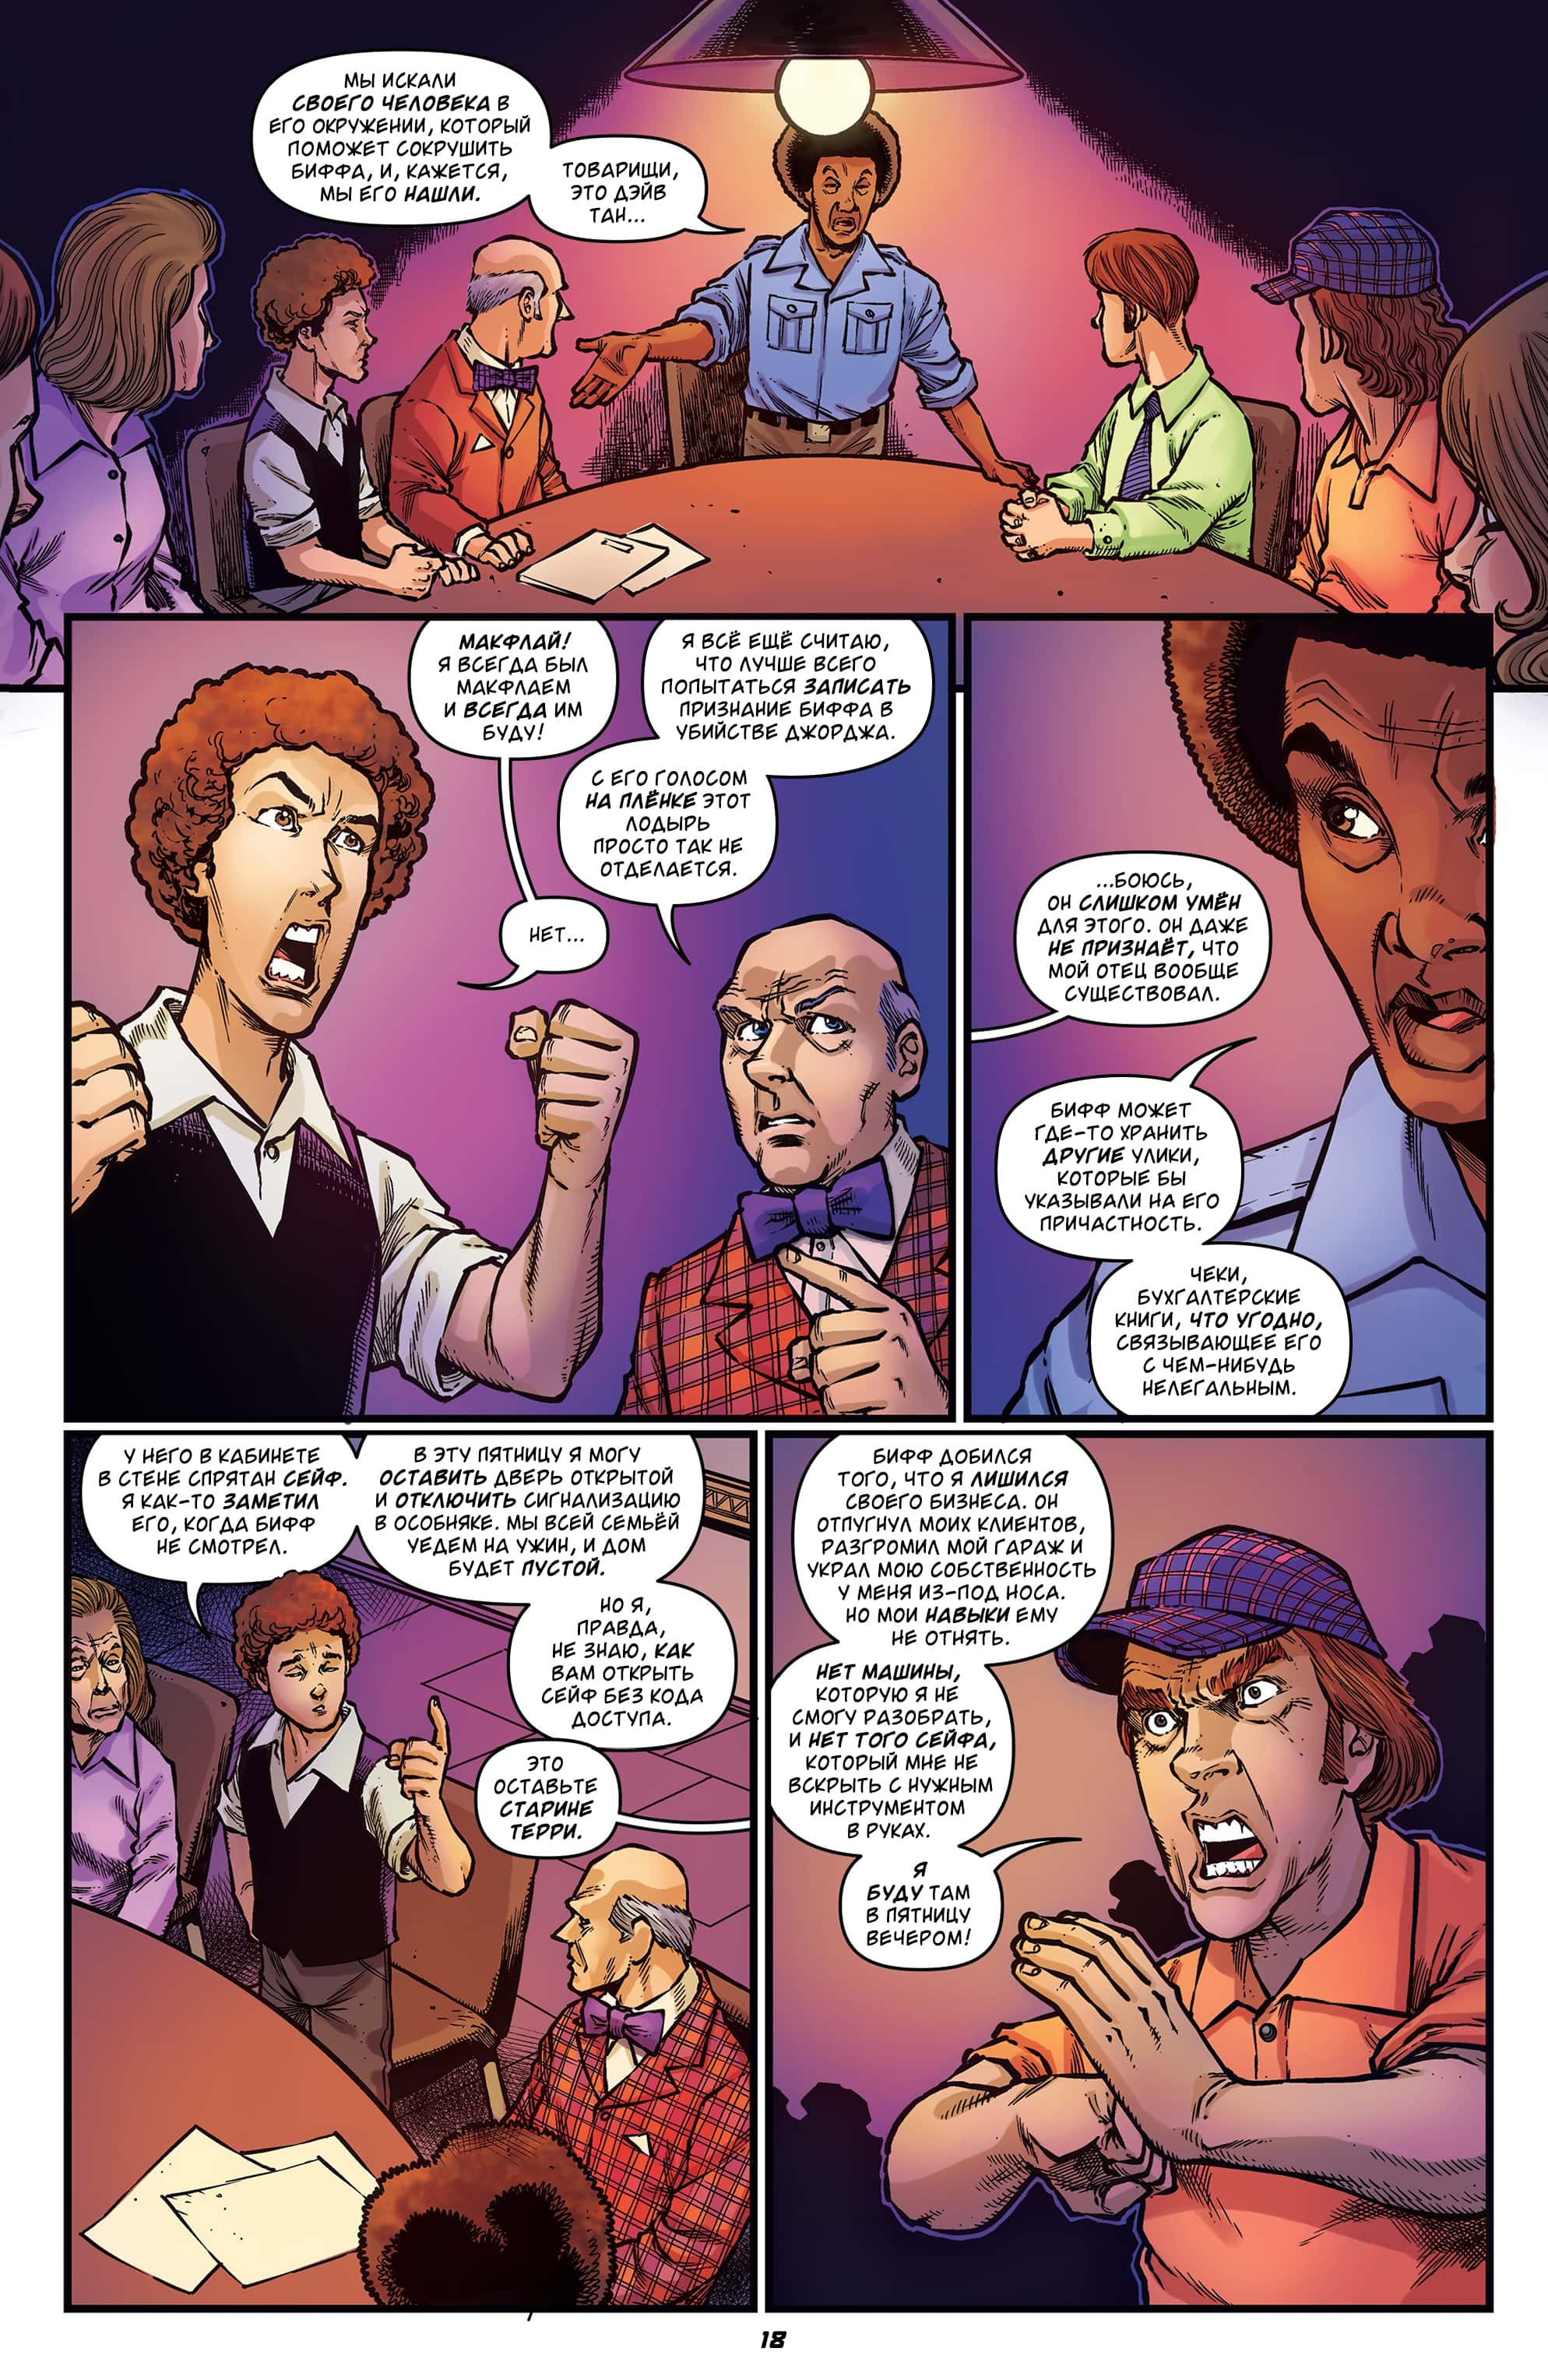 МЫ ИСКАЛИ
СВОЕГО ЧЕЛОВЕКА В
ЕГО ОКРУЖЕНИИ, КОТОРЫЙ
ПОМОЖЕТ СОКРУШИТЬ
БИФФА, И, КАЖЕТСЯ,
МЫ ЕГО НАШЛИ.
ТОВАРИЩИ,
ЭТО ДЭЙВ
ТАН...
МАКФЛАЙ!
Я ВСЕГДА БЫЛ
МАКФЛАЕМ
И ВСЕГДА ИМ
БУДУ!
Я ВСЁ ЕЩЁ СЧИТАЮ,
ЧТО ЛУЧШЕ ВСЕГО
ПОПЫТАТЬСЯ ЗАПИСАТЬ
ПРИЗНАНИЕ БИФФА В
УБИЙСТВЕ ДЖОРДЖА.
С ЕГО ГОЛОСОМ
НА ПЛЁНКЕ ЭТОТ
ЛОДЫРЬ
ПРОСТО ТАК НЕ
ОТДЕЛАЕТСЯ.
НЕТ...
...БОЮСЬ,
ОН СЛИШКОМ УМЁН
ДЛЯ ЭТОГО. ОН ДАЖЕ
НЕ ПРИЗНАЁТ, ЧТО
МОЙ ОТЕЦ ВООБЩЕ
СУЩЕСТВОВАЛ.
БИФФ МОЖЕТ
ГДЕ-ТО ХРАНИТЬ
ДРУГИЕ УЛИКИ,
КОТОРЫЕ БЫ
УКАЗЫВАЛИ НА ЕГО
ПРИЧАСТНОСТЬ.
ЧЕКИ,
БУХГАЛТЕРСКИЕ
КНИГИ, ЧТО УГОДНО,
СВЯЗЫВАЮЩЕЕ ЕГО
С ЧЕМ-НИБУДЬ
НЕЛЕГАЛЬНЫМ.
У НЕГО В КАБИНЕТЕ
В СТЕНЕ СПРЯТАН СЕЙФ.
Я КАК-ТО ЗАМЕТИЛ
ЕГО, КОГДА БИФФ
НЕ СМОТРЕЛ.
В ЭТУ ПЯТНИЦУ Я МОГУ
ОСТАВИТЬ ДВЕРЬ ОТКРЫТОЙ
И ОТКЛЮЧИТЬ СИГНАЛИЗАЦИЮ
В ОСОБНЯКЕ. МЫ ВСЕЙ СЕМЬЁЙ
УЕДЕМ НА УЖИН, И ДОМ
БУДЕТ ПУСТОЙ.
НО Я,
ПРАВДА,
НЕ ЗНАЮ, КАК
ВАМ ОТКРЫТЬ
СЕЙФ БЕЗ КОДА
ДОСТУПА.
ЭТО
ОСТАВЬТЕ
СТАРИНЕ
ТЕРРИ.
БИФФ ДОБИЛСЯ
ТОГО, ЧТО Я ЛИШИЛСЯ
СВОЕГО БИЗНЕСА. ОН
ОТПУГНУЛ МОИХ КЛИЕНТОВ,
РАЗГРОМИЛ МОЙ ГАРАЖ И
УКРАЛ МОЮ СОБСТВЕННОСТЬ
У МЕНЯ ИЗ-ПОД НОСА.
НО МОИ НАВЫКИ ЕМУ
НЕ ОТНЯТЬ.
НЕТ МАШИНЫ,
КОТОРУЮ Я НЕ
СМОГУ РАЗОБРАТЬ,
И НЕТ ТОГО СЕЙФА,
КОТОРЫЙ МНЕ НЕ
ВСКРЫТЬ С НУЖНЫМ
ИНСТРУМЕНТОМ
В РУКАХ.
Я
БУДУ ТАМ
В ПЯТНИЦУ
ВЕЧЕРОМ!
18